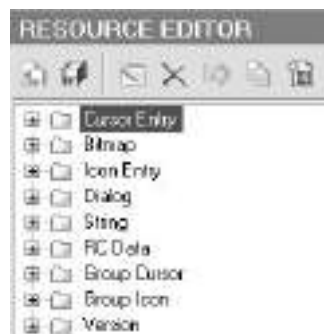 RESOURCE EDITOR
Cursor Entry
Bitmap
Icon Entry
Dialog
String
RC Data
Group Cursor
Group Icon
Version